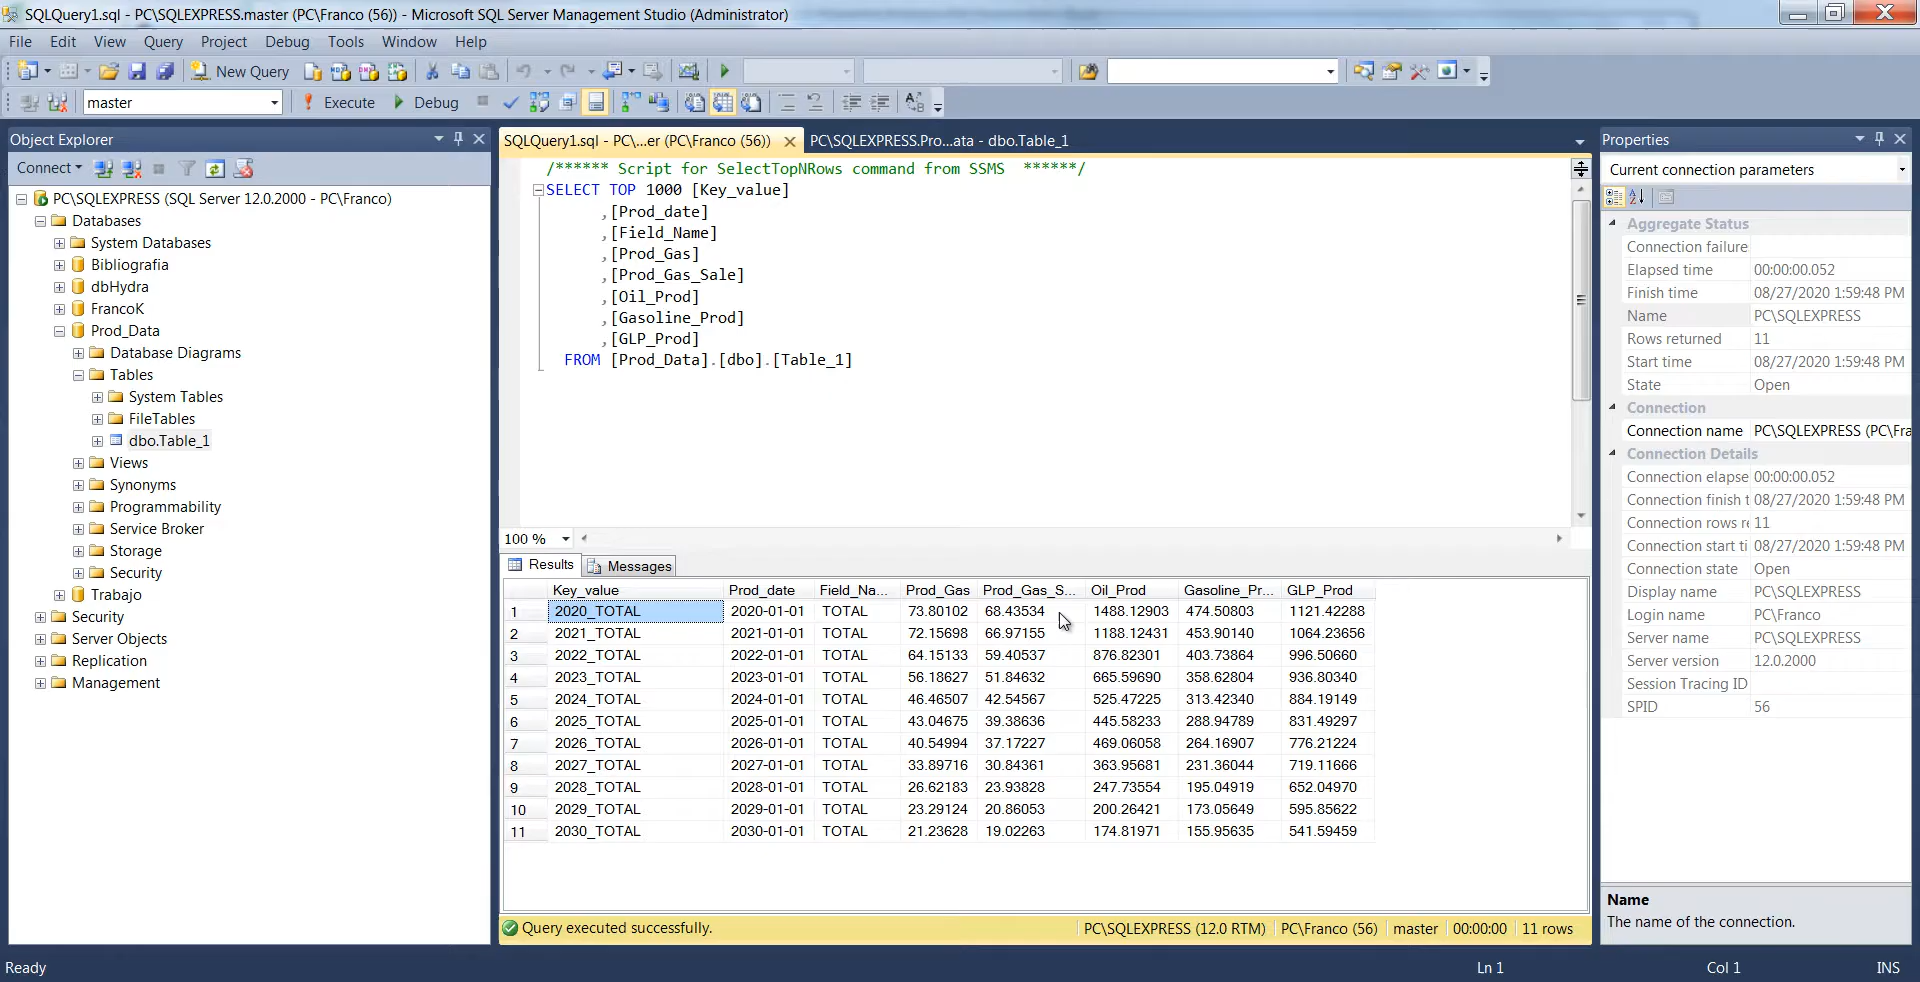 SQLQuery1.sql - PC\SQLEXPRESS.master (PC\Franco (56)) - Microsoft SQL Server Management Studio (Administrator)
File Edit View Query Project Debug Tools Window Help
New Query
master Execute Debug
Object Explorer
Connect
PC\SQLEXPRESS (SQL Server 12.0.2000 - PC\Franco)
Databases
System Databases
Bibliografia
dbHydra
FrancoK
Prod_Data
Database Diagrams
Tables
System Tables
FileTables
dbo.Table_1
Views
Synonyms
Programmability
Service Broker
Storage
Security
Trabajo
Security
Server Objects
Replication
Management
SQLQuery1.sql - PC\...er (PC\Franco (56)) PC\SQLEXPRESS.Pro...ata - dbo.Table_1
/****** Script for SelectTopNRows command from SSMS ******/
SELECT TOP 1000 [Key_value]
,[Prod_date]
,[Field_Name]
,[Prod_Gas]
,[Prod_Gas_Sale]
,[Oil_Prod]
,[Gasoline_Prod]
,[GLP_Prod]
FROM [Prod_Data].[dbo].[Table_1]
100 %
Results Messages
Key_value Prod_date Field_Na... Prod_Gas Prod_Gas_S... Oil_Prod Gasoline_Pr... GLP_Prod
1 2020_TOTAL 2020-01-01 TOTAL 73.80102 68.43534 1488.12903 474.50803 1121.42288
2 2021_TOTAL 2021-01-01 TOTAL 72.15698 66.97155 1188.12431 453.90140 1064.23656
3 2022_TOTAL 2022-01-01 TOTAL 64.15133 59.40537 876.82301 403.73864 996.50660
4 2023_TOTAL 2023-01-01 TOTAL 56.18627 51.84632 665.59690 358.62804 936.80340
5 2024_TOTAL 2024-01-01 TOTAL 46.46507 42.54567 525.47225 313.42340 884.19149
6 2025_TOTAL 2025-01-01 TOTAL 43.04675 39.38636 445.58233 288.94789 831.49297
7 2026_TOTAL 2026-01-01 TOTAL 40.54994 37.17227 469.06058 264.16907 776.21224
8 2027_TOTAL 2027-01-01 TOTAL 33.89716 30.84361 363.95681 231.36044 719.11666
9 2028_TOTAL 2028-01-01 TOTAL 26.62183 23.93828 247.73554 195.04919 652.04970
10 2029_TOTAL 2029-01-01 TOTAL 23.29124 20.86053 200.26421 173.05649 595.85622
11 2030_TOTAL 2030-01-01 TOTAL 21.23628 19.02263 174.81971 155.95635 541.59459
Query executed successfully. PC\SQLEXPRESS (12.0 RTM) PC\Franco (56) master 00:00:00 11 rows
Properties
Current connection parameters
Aggregate Status
Connection failure
Elapsed time 00:00:00.052
Finish time 08/27/2020 1:59:48 PM
Name PC\SQLEXPRESS
Rows returned 11
Start time 08/27/2020 1:59:48 PM
State Open
Connection
Connection name PC\SQLEXPRESS (PC\Fra
Connection Details
Connection elapse 00:00:00.052
Connection finish t 08/27/2020 1:59:48 PM
Connection rows re 11
Connection start ti 08/27/2020 1:59:48 PM
Connection state Open
Display name PC\SQLEXPRESS
Login name PC\Franco
Server name PC\SQLEXPRESS
Server version 12.0.2000
Session Tracing ID
SPID 56
Name
The name of the connection.
Ready Ln 1 Col 1 INS